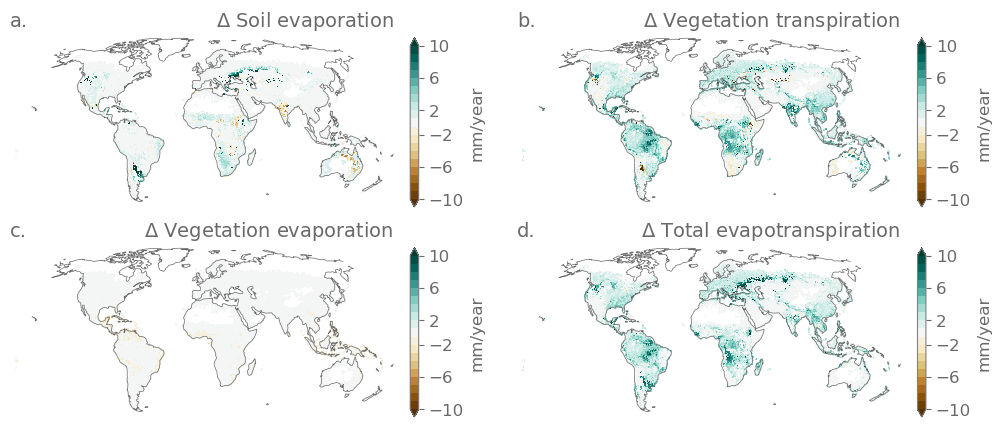 a.
Δ Soil evaporation
10
6
2
−2
−6
−10
mm/year
b.
Δ Vegetation transpiration
10
6
2
−2
−6
−10
mm/year
c.
Δ Vegetation evaporation
10
6
2
−2
−6
−10
mm/year
d.
Δ Total evapotranspiration
10
6
2
−2
−6
−10
mm/year